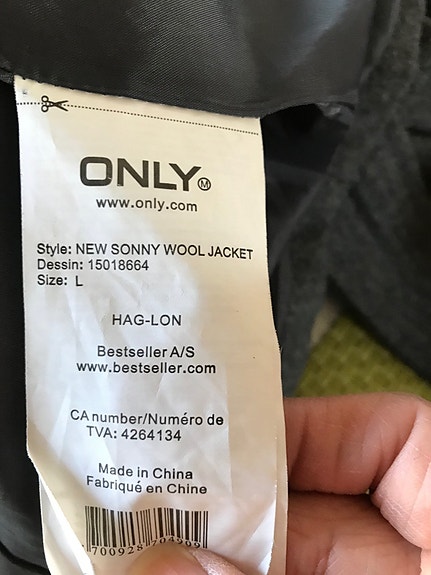 ONLY Ⓜ
www.only.com
Style: NEW SONNY WOOL JACKET
Dessin: 15018664
Size: L
HAG-LON
Bestseller A/S
www.bestseller.com
CA number/Numéro de
TVA: 4264134
Made in China
Fabriqué en Chine